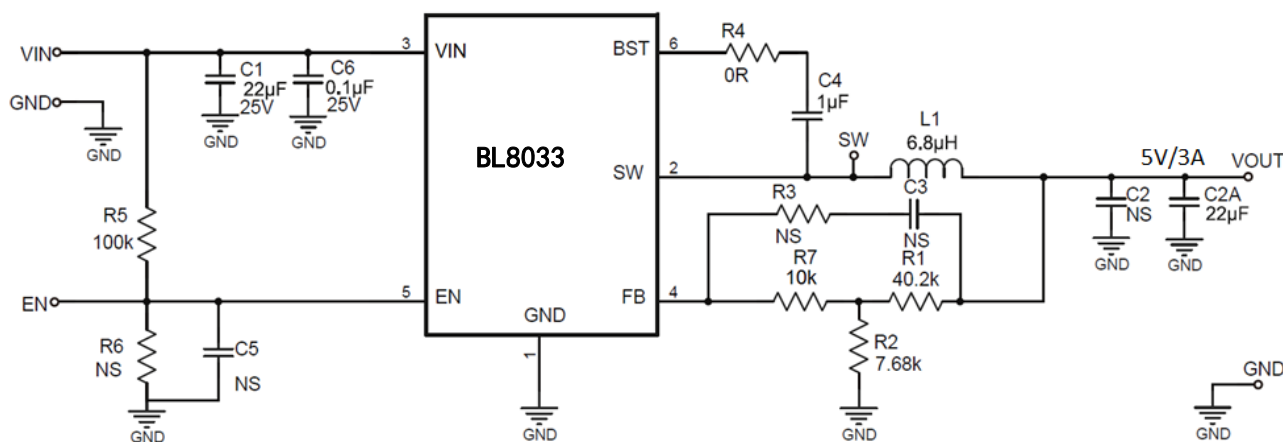 VIN
GND
GND
C1
22µF
25V
GND
C6
0.1µF
25V
GND
R5
100k
EN
R6
NS
C5
NS
GND
3
VIN
BL8033
5
EN
GND
1
GND
BST
6
SW
2
FB
4
R4
0R
C4
1µF
SW
L1
6.8µH
R3
NS
C3
NS
R7
10k
R1
40.2k
R2
7.68k
GND
5V/3A
VOUT
C2
NS
GND
C2A
22µF
GND
GND
GND